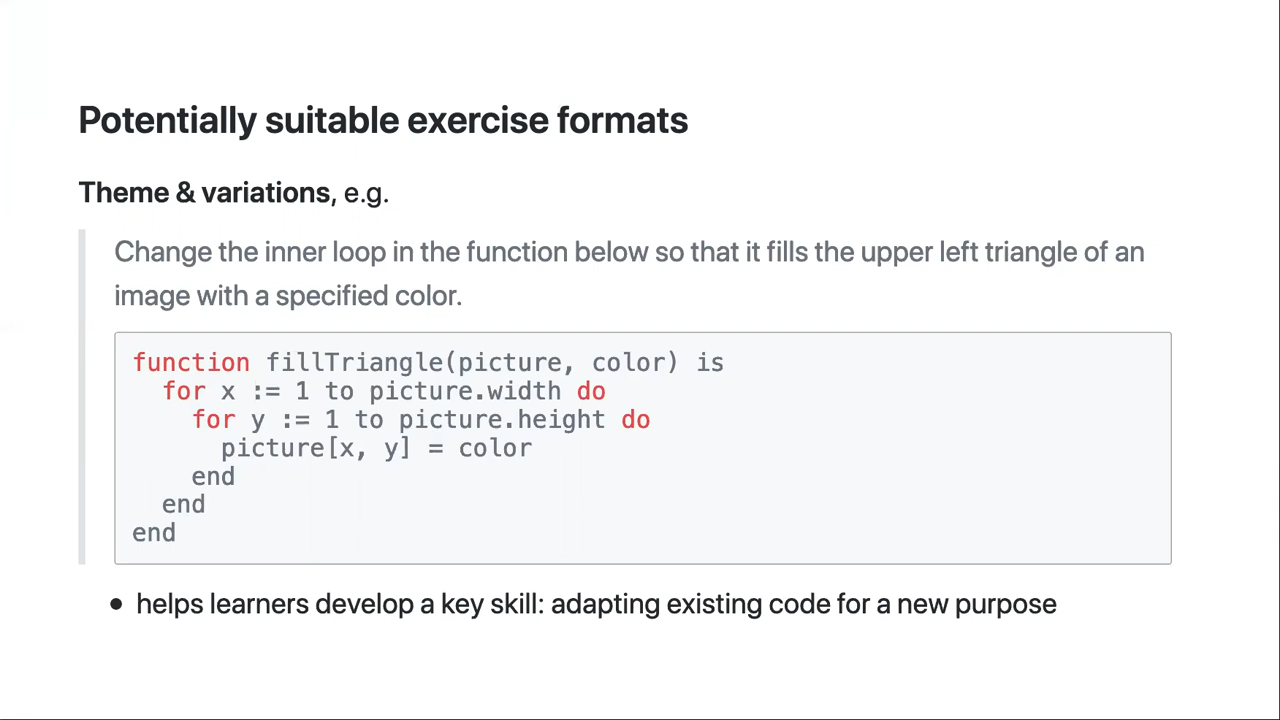 Potentially suitable exercise formats
Theme & variations, e.g.
Change the inner loop in the function below so that it fills the upper left triangle of an
image with a specified color.
function fillTriangle(picture, color) is
  for x := 1 to picture.width do
    for y := 1 to picture.height do
      picture[x, y] = color
    end
  end
end
• helps learners develop a key skill: adapting existing code for a new purpose